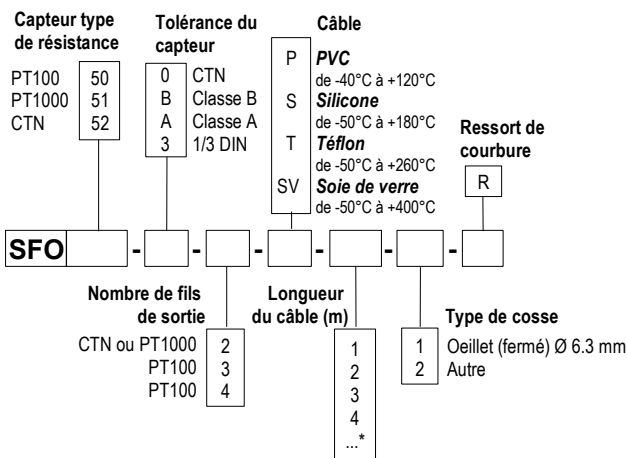 Capteur type
de résistance
PT100 50
PT1000 51
CTN 52
Tolérance du
capteur
0 CTN
B Classe B
A Classe A
3 1/3 DIN
Câble
P PVC
de -40°C à +120°C
S Silicone
de -50°C à +180°C
T Téflon
de -50°C à +260°C
SV Soie de verre
de -50°C à +400°C
Ressort de
courbure
R
SFO - - - - - -
Nombre de fils
de sortie
CTN ou PT1000 2
PT100 3
PT100 4
Longueur
du câble (m)
1
2
3
4
...*
Type de cosse
1 Oeillet (fermé) Ø 6.3 mm
2 Autre